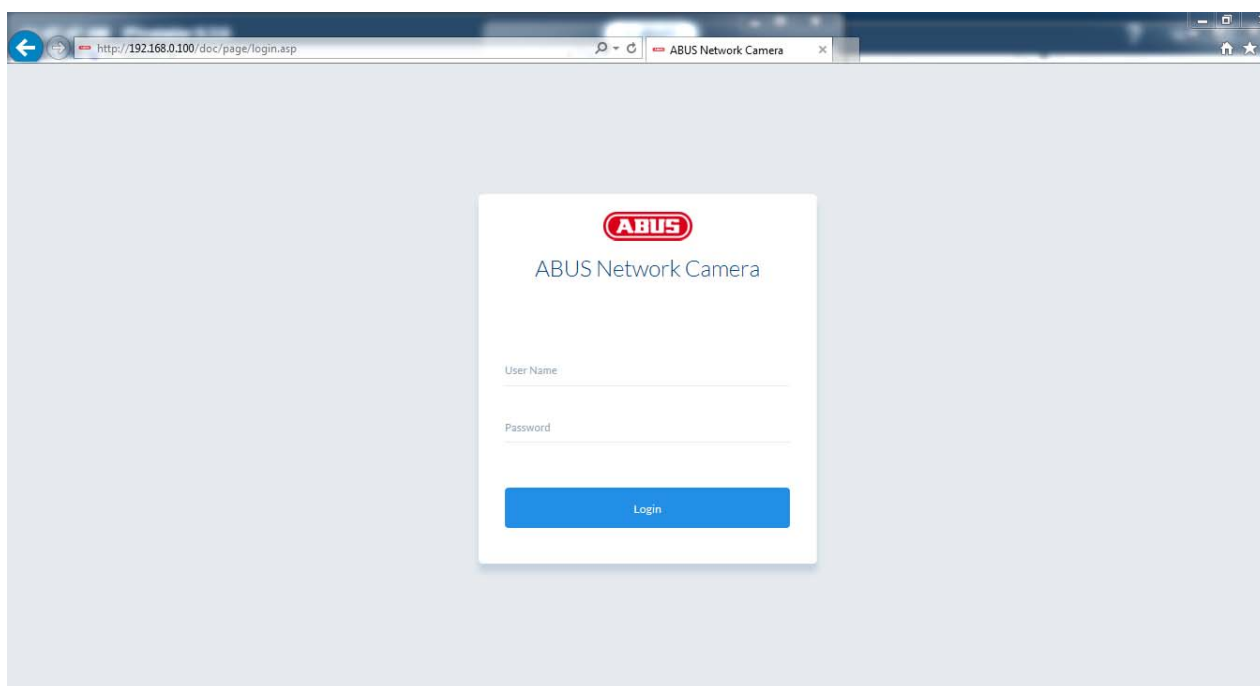 http://192.168.0.100/doc/page/login.asp
ABUS Network Camera
ABUS
ABUS Network Camera
User Name
Password
Login